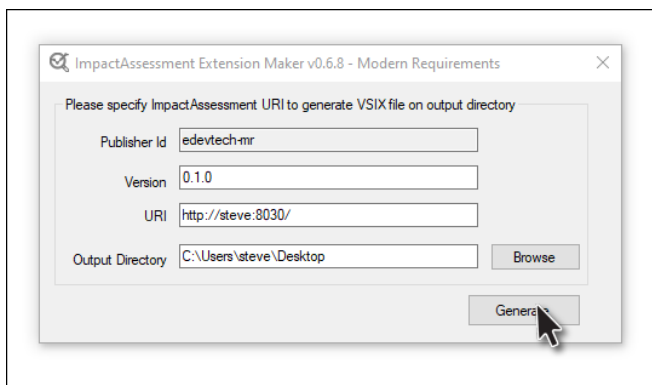 ImpactAssessment Extension Maker v0.6.8 - Modern Requirements
Please specify ImpactAssessment URI to generate VSIX file on output directory
Publisher Id edevtech-mr
Version 0.1.0
URI http://steve:8030/
Output Directory C:\Users\steve\Desktop Browse
Generate